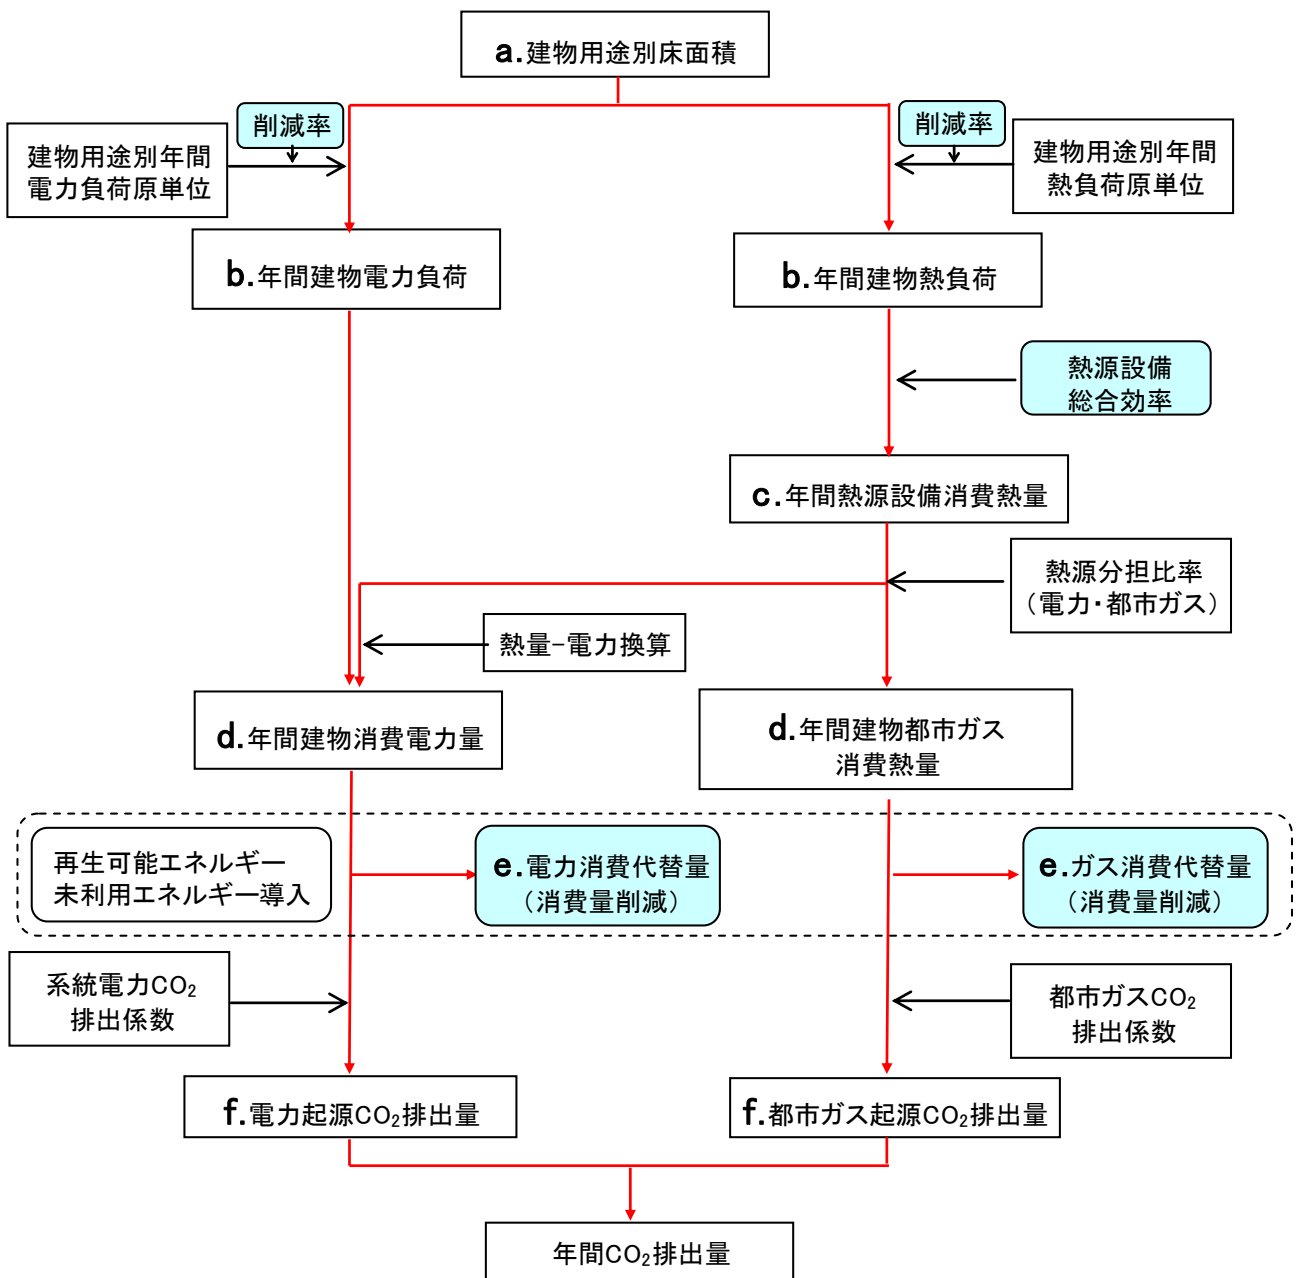 a.建物用途別床面積
削減率
削減率
建物用途別年間
電力負荷原単位
建物用途別年間
熱負荷原単位
b.年間建物電力負荷
b.年間建物熱負荷
熱源設備
総合効率
c.年間熱源設備消費熱量
熱源分担比率
（電力・都市ガス）
熱量-電力換算
d.年間建物消費電力量
d.年間建物都市ガス
消費熱量
再生可能エネルギー
未利用エネルギー導入
e.電力消費代替量
（消費量削減）
e.ガス消費代替量
（消費量削減）
系統電力CO₂
排出係数
都市ガスCO₂
排出係数
f.電力起源CO₂排出量
f.都市ガス起源CO₂排出量
年間CO₂排出量